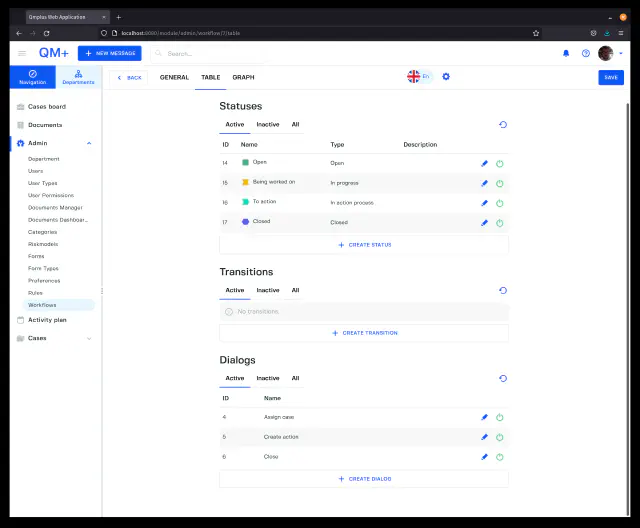 Qmplus Web Application
localhost:8080/module/admin/workflow/7/table
QM+
+ NEW MESSAGE
Search...
Navigation
Departments
BACK
GENERAL
TABLE
GRAPH
En
SAVE
Cases board
Documents
Admin
Department
Users
User Types
User Permissions
Documents Manager
Documents Dashboar...
Categories
Riskmodels
Forms
Form Types
Preferences
Rules
Workflows
Activity plan
Cases
Statuses
Active Inactive All
ID Name Type Description
14 Open Open
15 Being worked on In progress
16 To action In action process
17 Closed Closed
+ CREATE STATUS
Transitions
Active Inactive All
No transitions.
+ CREATE TRANSITION
Dialogs
Active Inactive All
ID Name
4 Assign case
5 Create action
6 Close
+ CREATE DIALOG